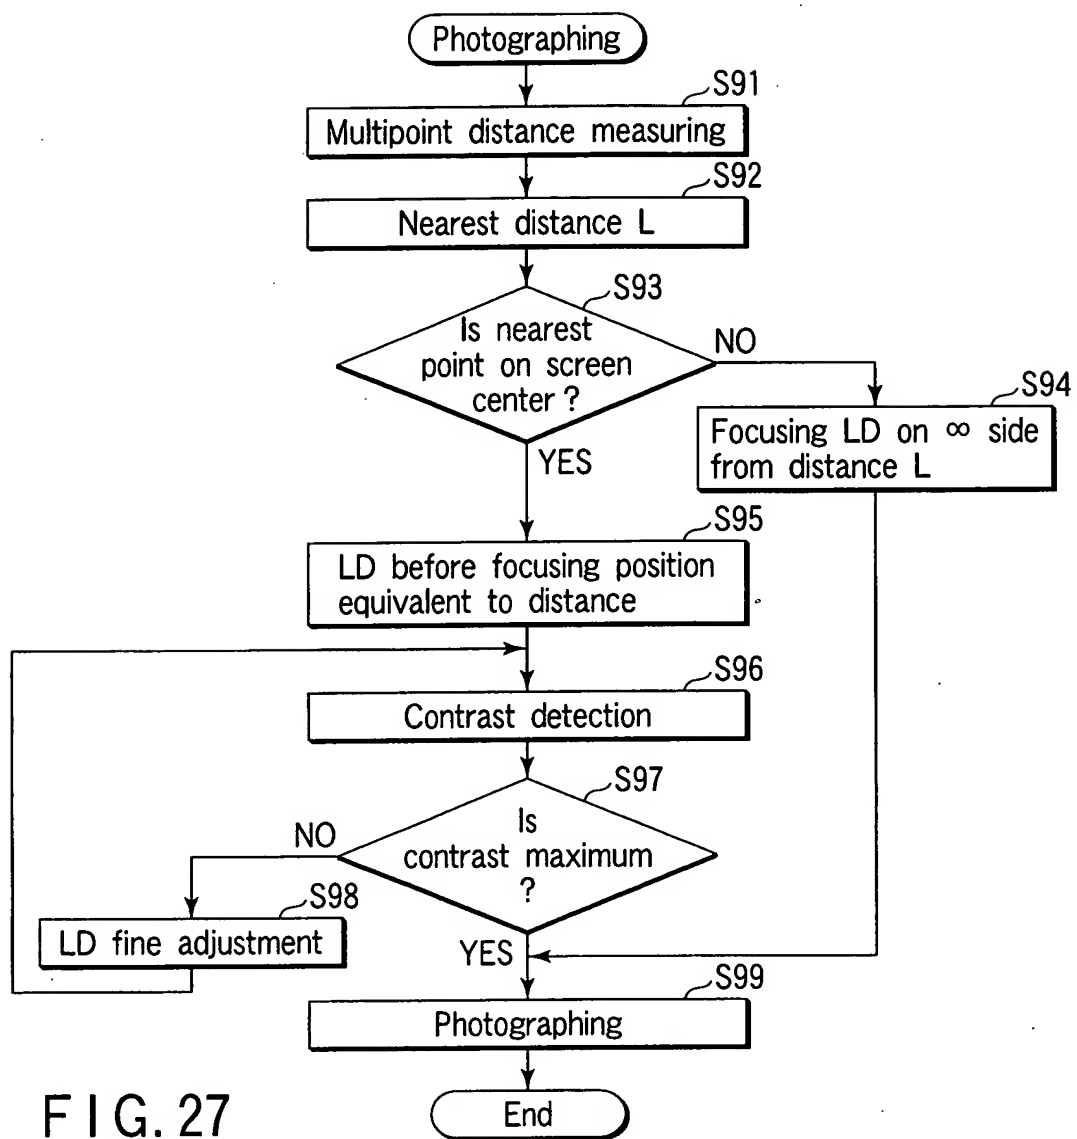 Photographing
S91
Multipoint distance measuring
S92
Nearest distance L
S93
Is nearest
point on screen
center ?
NO
YES
S94
Focusing LD on ∞ side
from distance L
S95
LD before focusing position
equivalent to distance
S96
Contrast detection
S97
Is
contrast maximum
?
NO
YES
S98
LD fine adjustment
S99
Photographing
End
FIG. 27